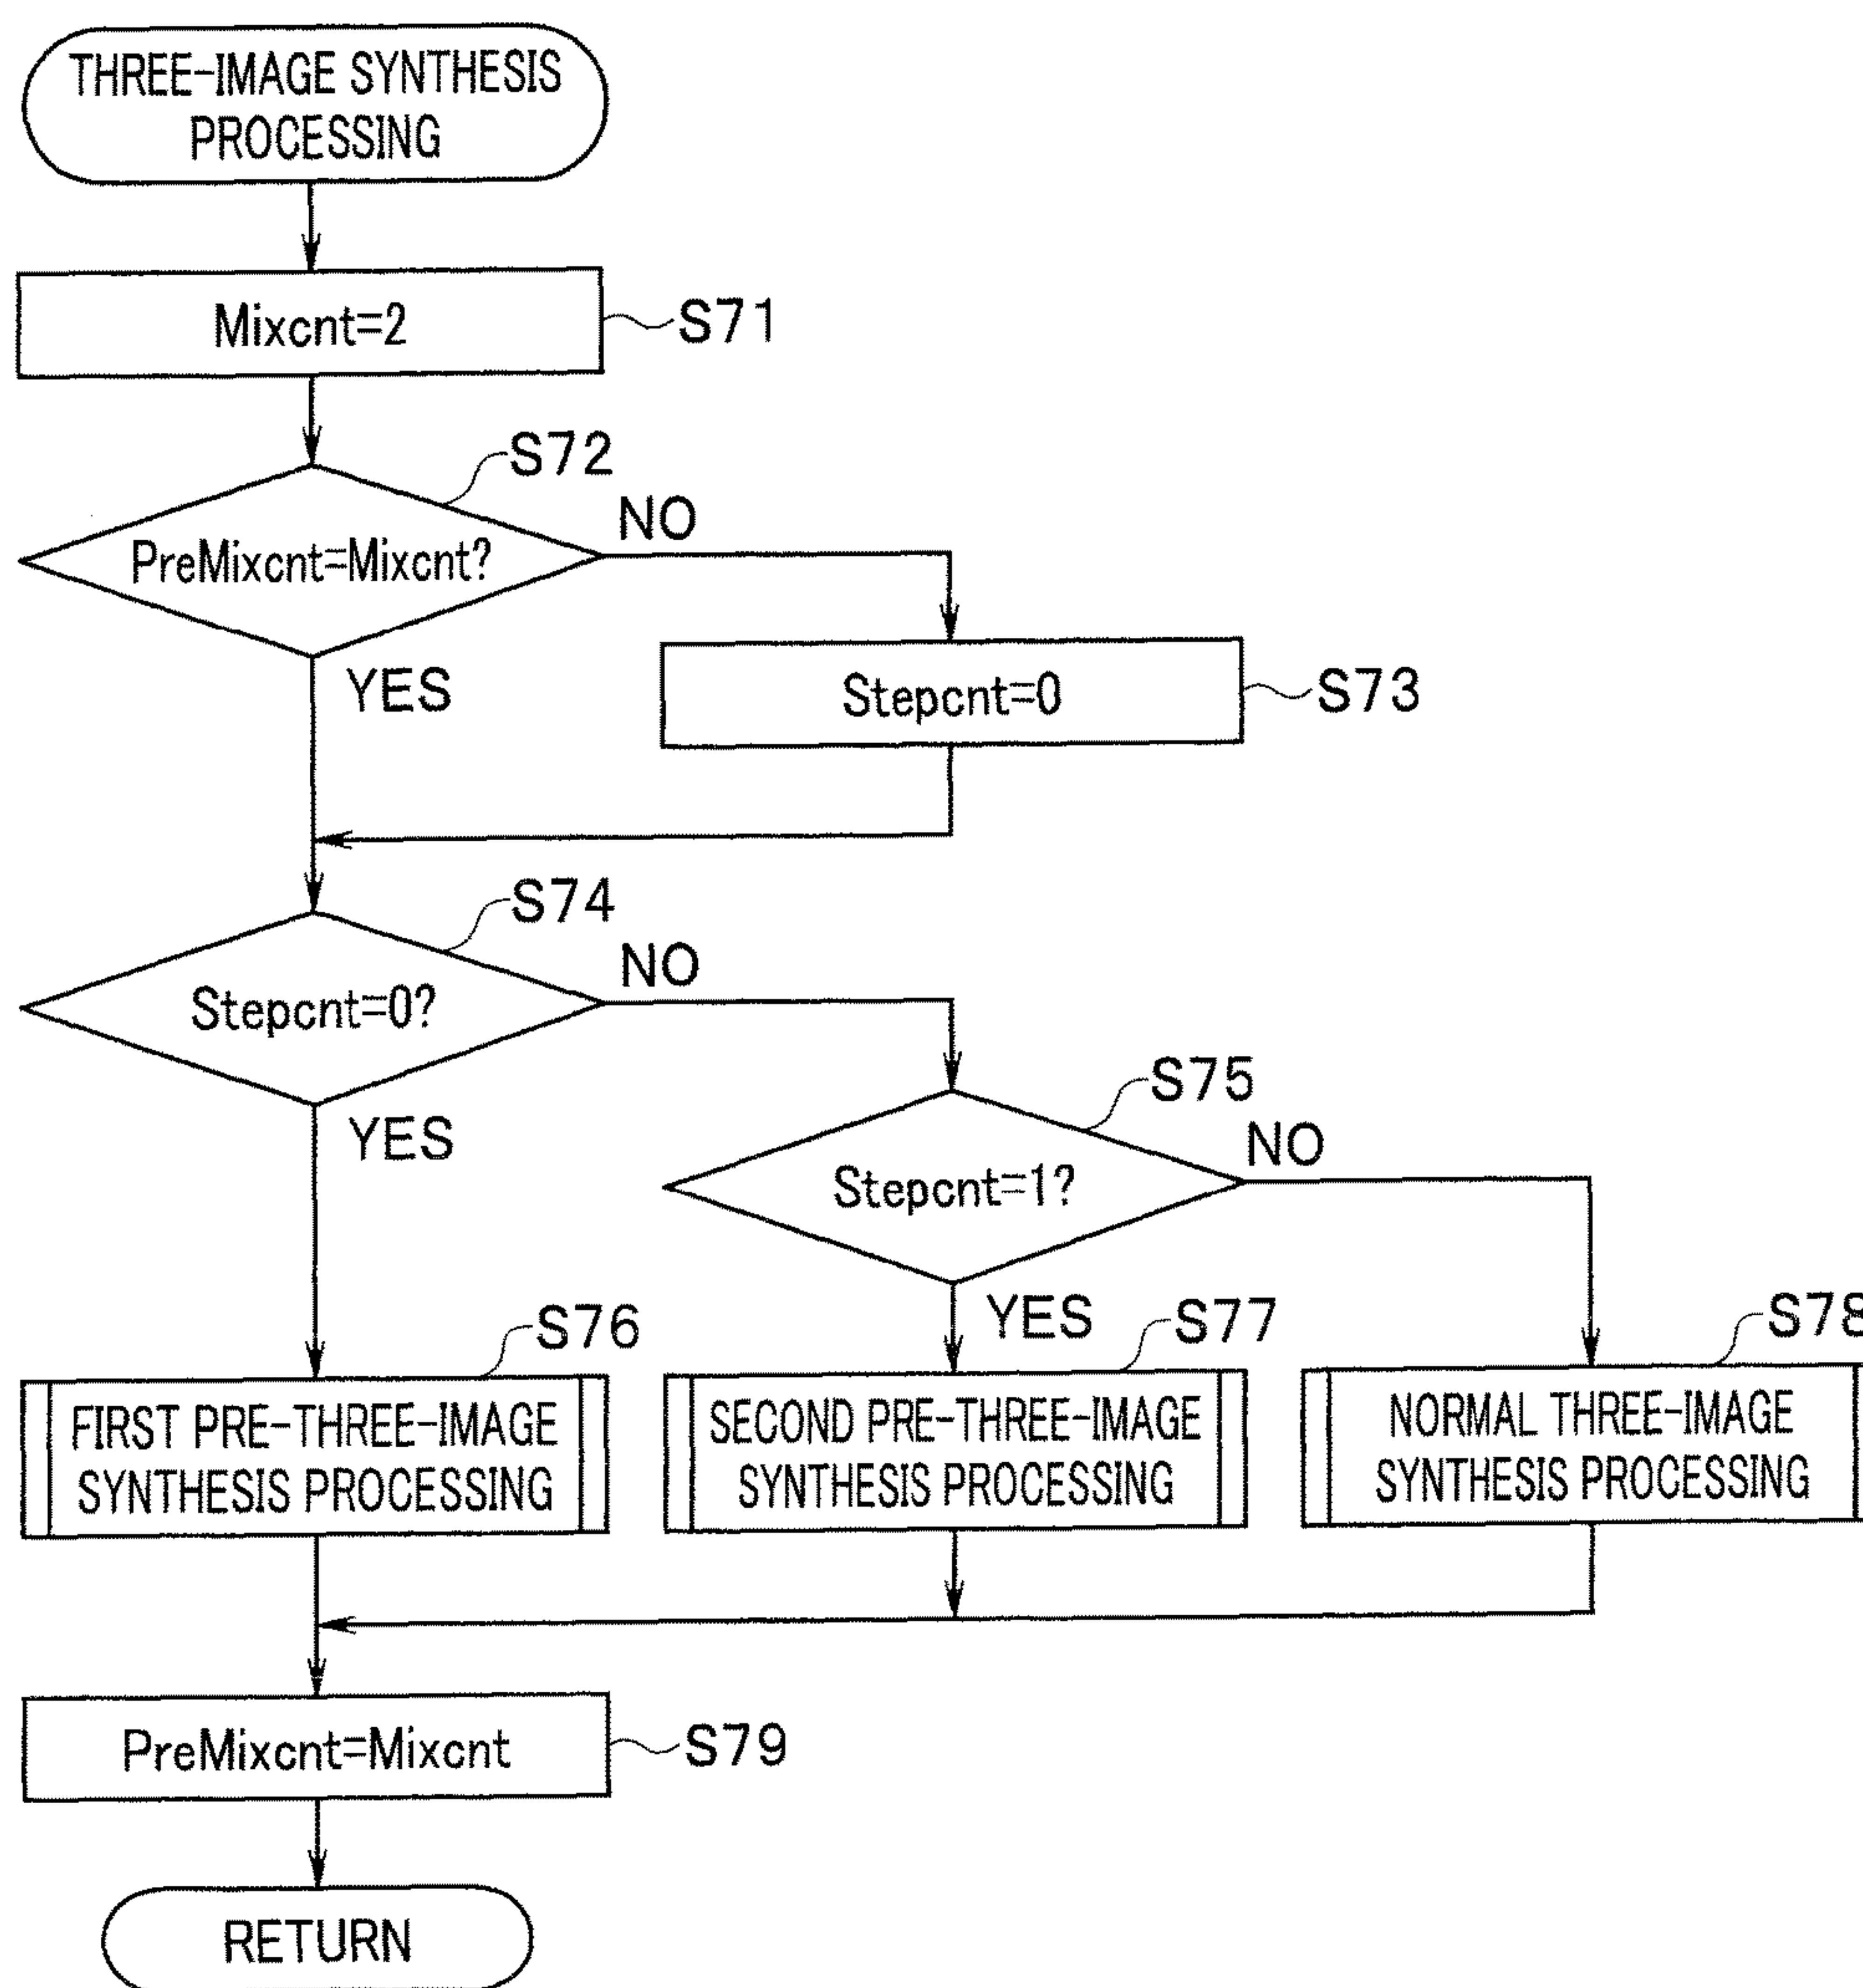 THREE-IMAGE SYNTHESIS
PROCESSING
Mixcnt=2
S71
S72
PreMixcnt=Mixcnt?
NO
YES
Stepcnt=0
S73
S74
Stepcnt=0?
NO
YES
S75
Stepcnt=1?
NO
YES
S76
FIRST PRE-THREE-IMAGE
SYNTHESIS PROCESSING
S77
SECOND PRE-THREE-IMAGE
SYNTHESIS PROCESSING
S78
NORMAL THREE-IMAGE
SYNTHESIS PROCESSING
PreMixcnt=Mixcnt
S79
RETURN